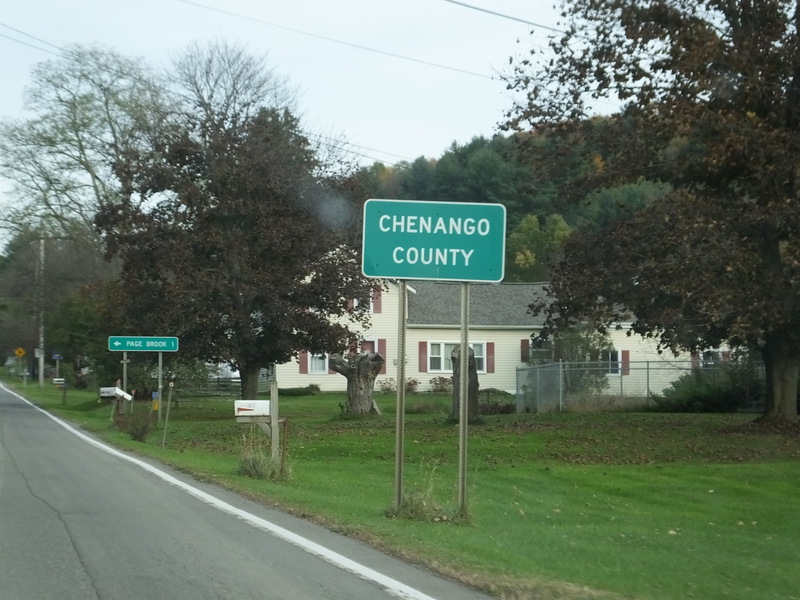 CHENANGO
COUNTY
← PAGE BROOK 1